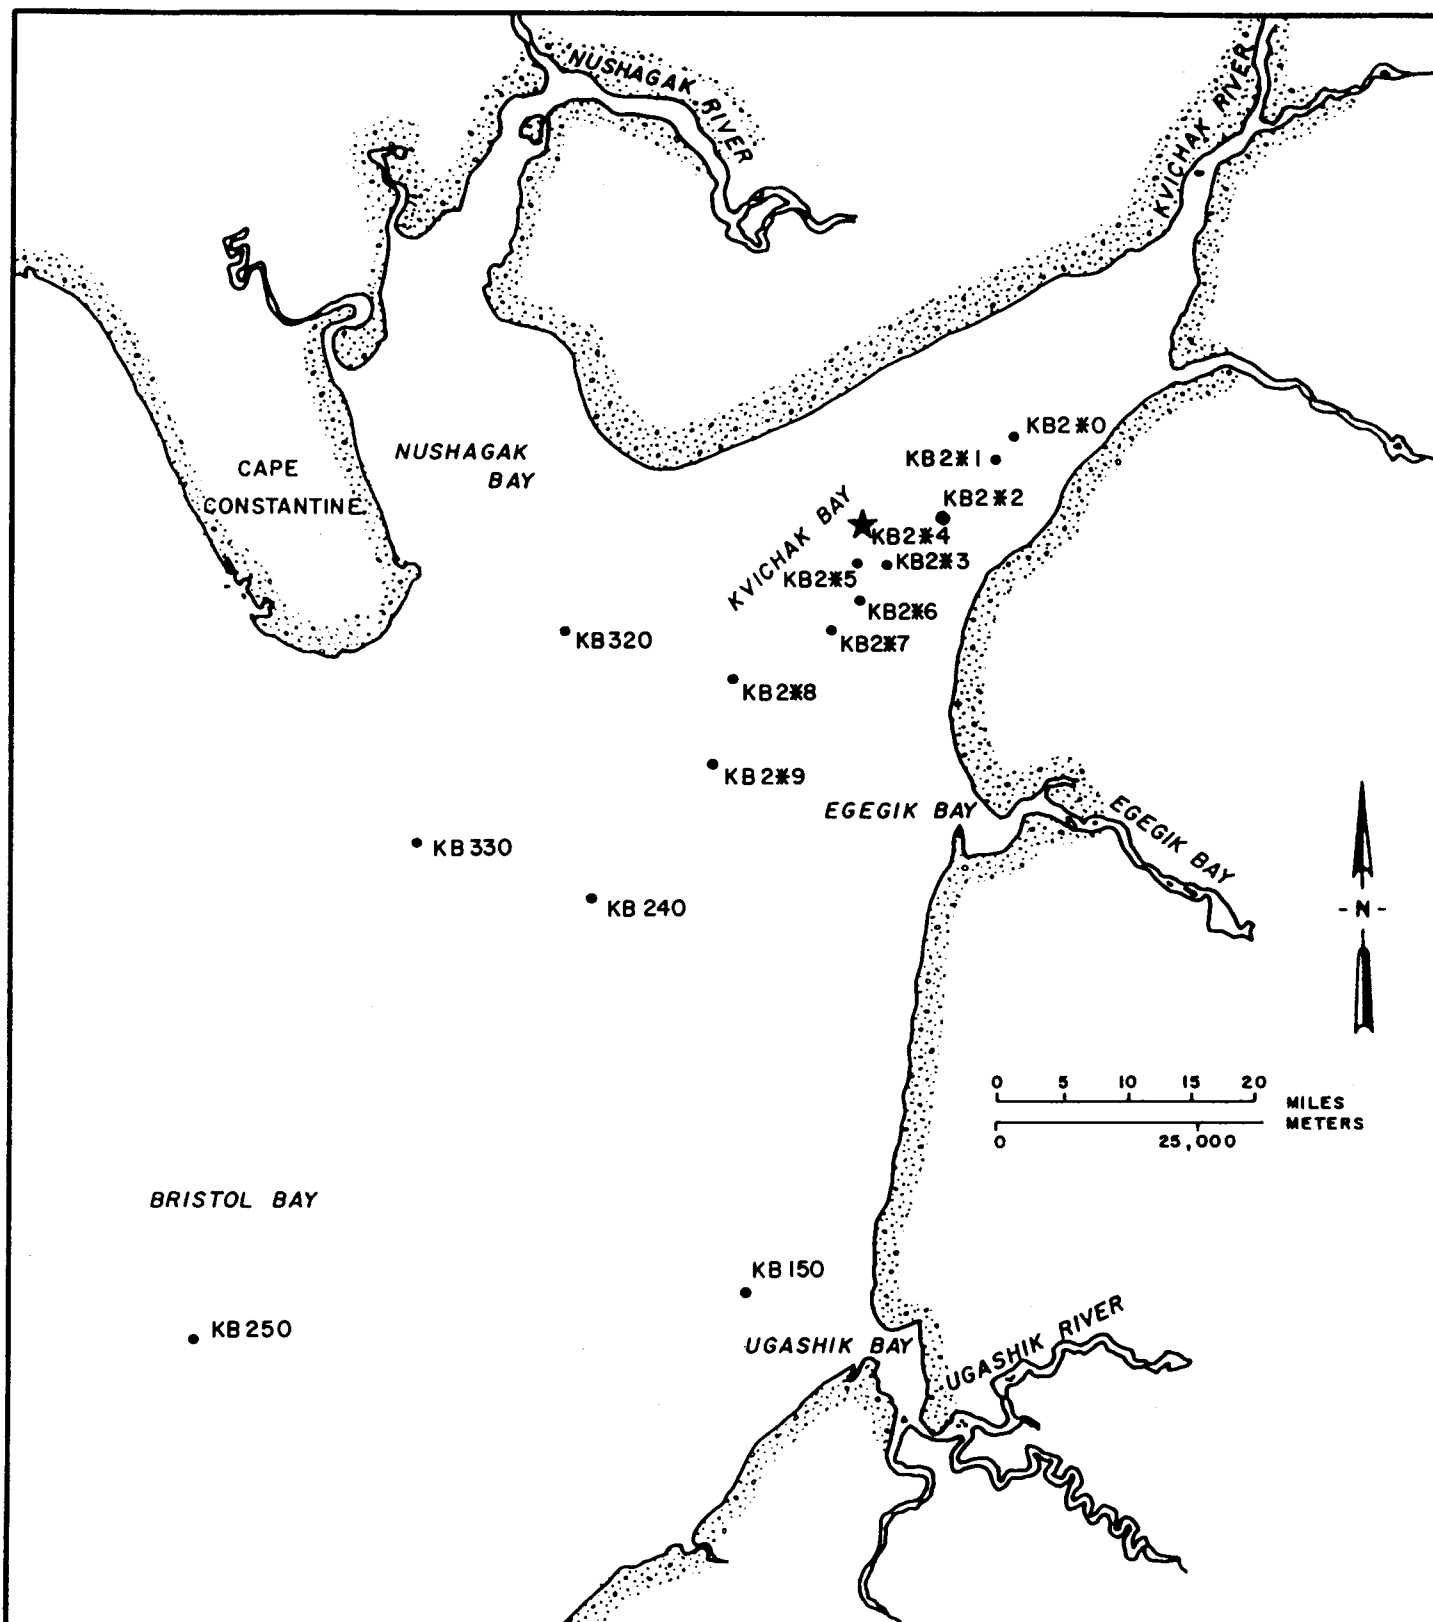 NUSHAGAK RIVER
KVICHAK RIVER
NUSHAGAK
BAY
CAPE
CONSTANTINE
KB2*0
KB2*1
KB2*2
KVICHAK BAY
KB2*4
KB2*3
KB2*5
KB2*6
KB2*7
KB320
KB2*8
KB2*9
EGEGIK BAY
EGEGIK BAY
KB330
KB240
-N-
0 5 10 15 20
MILES
METERS
0 25,000
BRISTOL BAY
KB150
KB250
UGASHIK BAY
UGASHIK RIVER